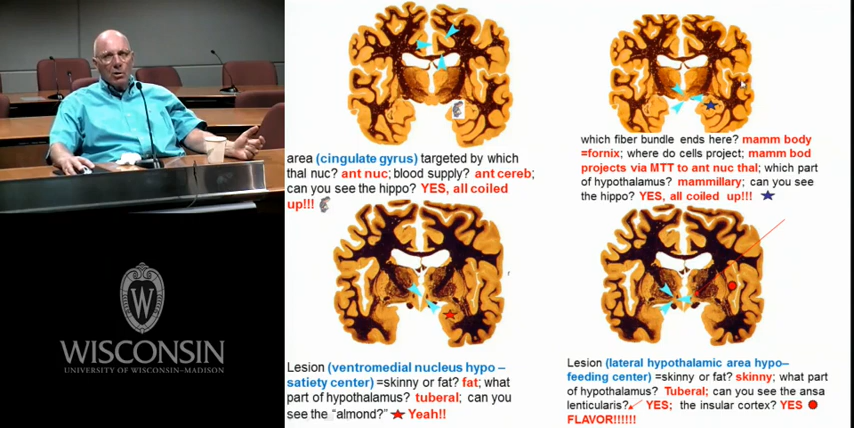 area (cingulate gyrus) targeted by which
thal nuc? ant nuc; blood supply? ant cereb;
can you see the hippo? YES, all coiled
up!!!
which fiber bundle ends here? mamm body
=fornix; where do cells project; mamm bod
projects via MTT to ant nuc thal; which part
of hypothalamus? mammillary; can you see
the hippo? YES, all coiled up!!!
Lesion (ventromedial nucleus hypo –
satiety center) =skinny or fat? fat; what
part of hypothalamus? tuberal; can you
see the "almond?" Yeah!!
Lesion (lateral hypothalamic area hypo–
feeding center) =skinny or fat? skinny; what part
of hypothalamus? Tuberal; can you see the ansa
lenticularis? YES; the insular cortex? YES
FLAVOR!!!!!!
W
WISCONSIN
UNIVERSITY OF WISCONSIN–MADISON